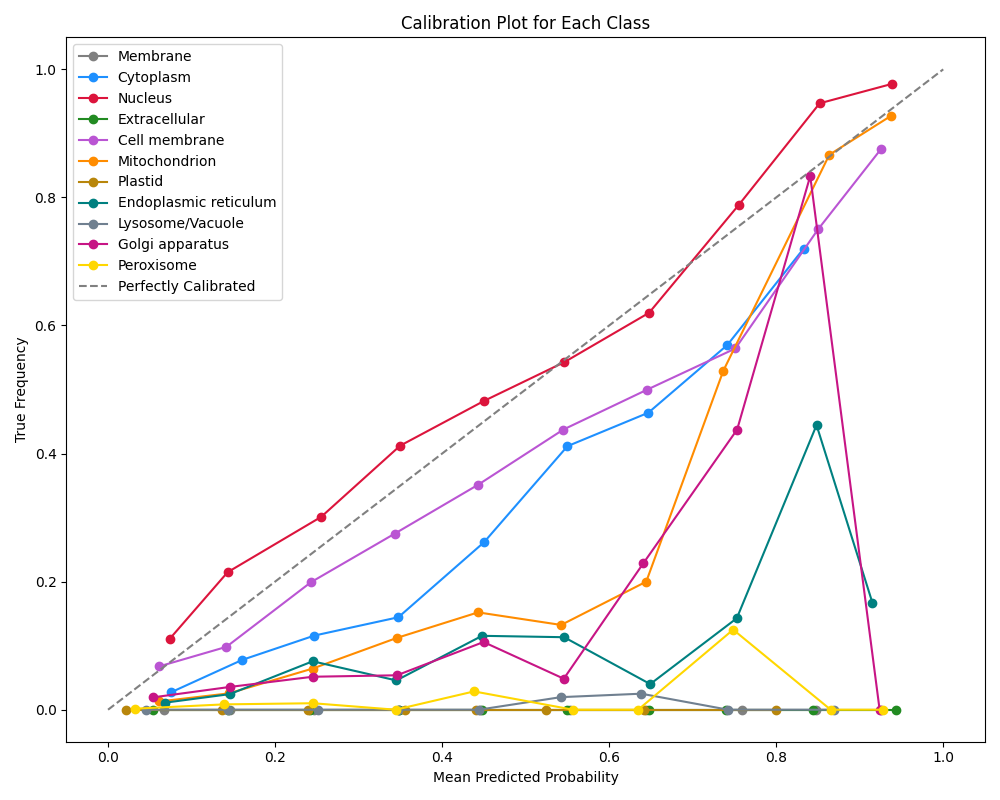 Calibration Plot for Each Class
Membrane
Cytoplasm
Nucleus
Extracellular
Cell membrane
Mitochondrion
Plastid
Endoplasmic reticulum
Lysosome/Vacuole
Golgi apparatus
Peroxisome
Perfectly Calibrated
True Frequency
1.0
0.8
0.6
0.4
0.2
0.0
0.0 0.2 0.4 0.6 0.8 1.0
Mean Predicted Probability